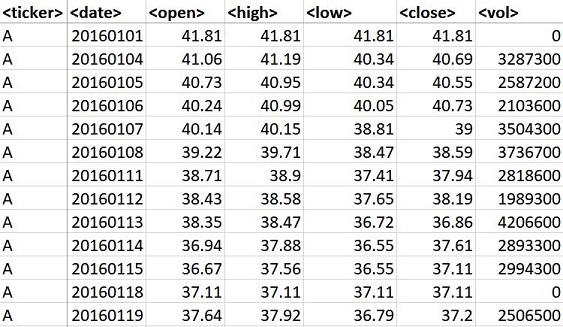 <ticker> <date> <open> <high> <low> <close> <vol>
A 20160101 41.81 41.81 41.81 41.81 0
A 20160104 41.06 41.19 40.34 40.69 3287300
A 20160105 40.73 40.95 40.34 40.55 2587200
A 20160106 40.24 40.99 40.05 40.73 2103600
A 20160107 40.14 40.15 38.81 39 3504300
A 20160108 39.22 39.71 38.47 38.59 3736700
A 20160111 38.71 38.9 37.41 37.94 2818600
A 20160112 38.43 38.58 37.65 38.19 1989300
A 20160113 38.35 38.47 36.72 36.86 4206600
A 20160114 36.94 37.88 36.55 37.61 2893300
A 20160115 36.67 37.56 36.55 37.11 2994300
A 20160118 37.11 37.11 37.11 37.11 0
A 20160119 37.64 37.92 36.79 37.2 2506500